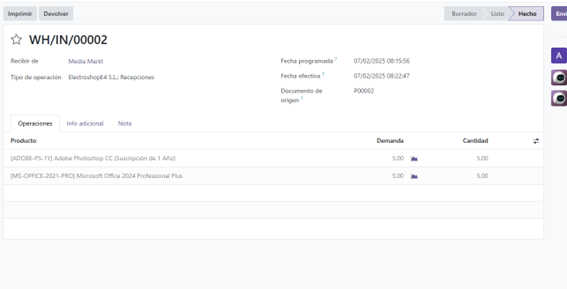 Imprimir Devolver Borrador Listo Hecho Enví
WH/IN/00002 A
Recibir de Media Markt Fecha programada ? 07/02/2025 08:15:56
Tipo de operación Electroshop64 S.L.: Recepciones Fecha efectiva ? 07/02/2025 08:22:47
Documento de origen ? P00002
Operaciones Info adicional Nota
Producto Demanda Cantidad
[ADOBE-PS-1Y] Adobe Photoshop CC (Suscripción de 1 Año) 5,00 5,00
[MS-OFFICE-2021-PRO] Microsoft Office 2024 Professional Plus 5,00 5,00